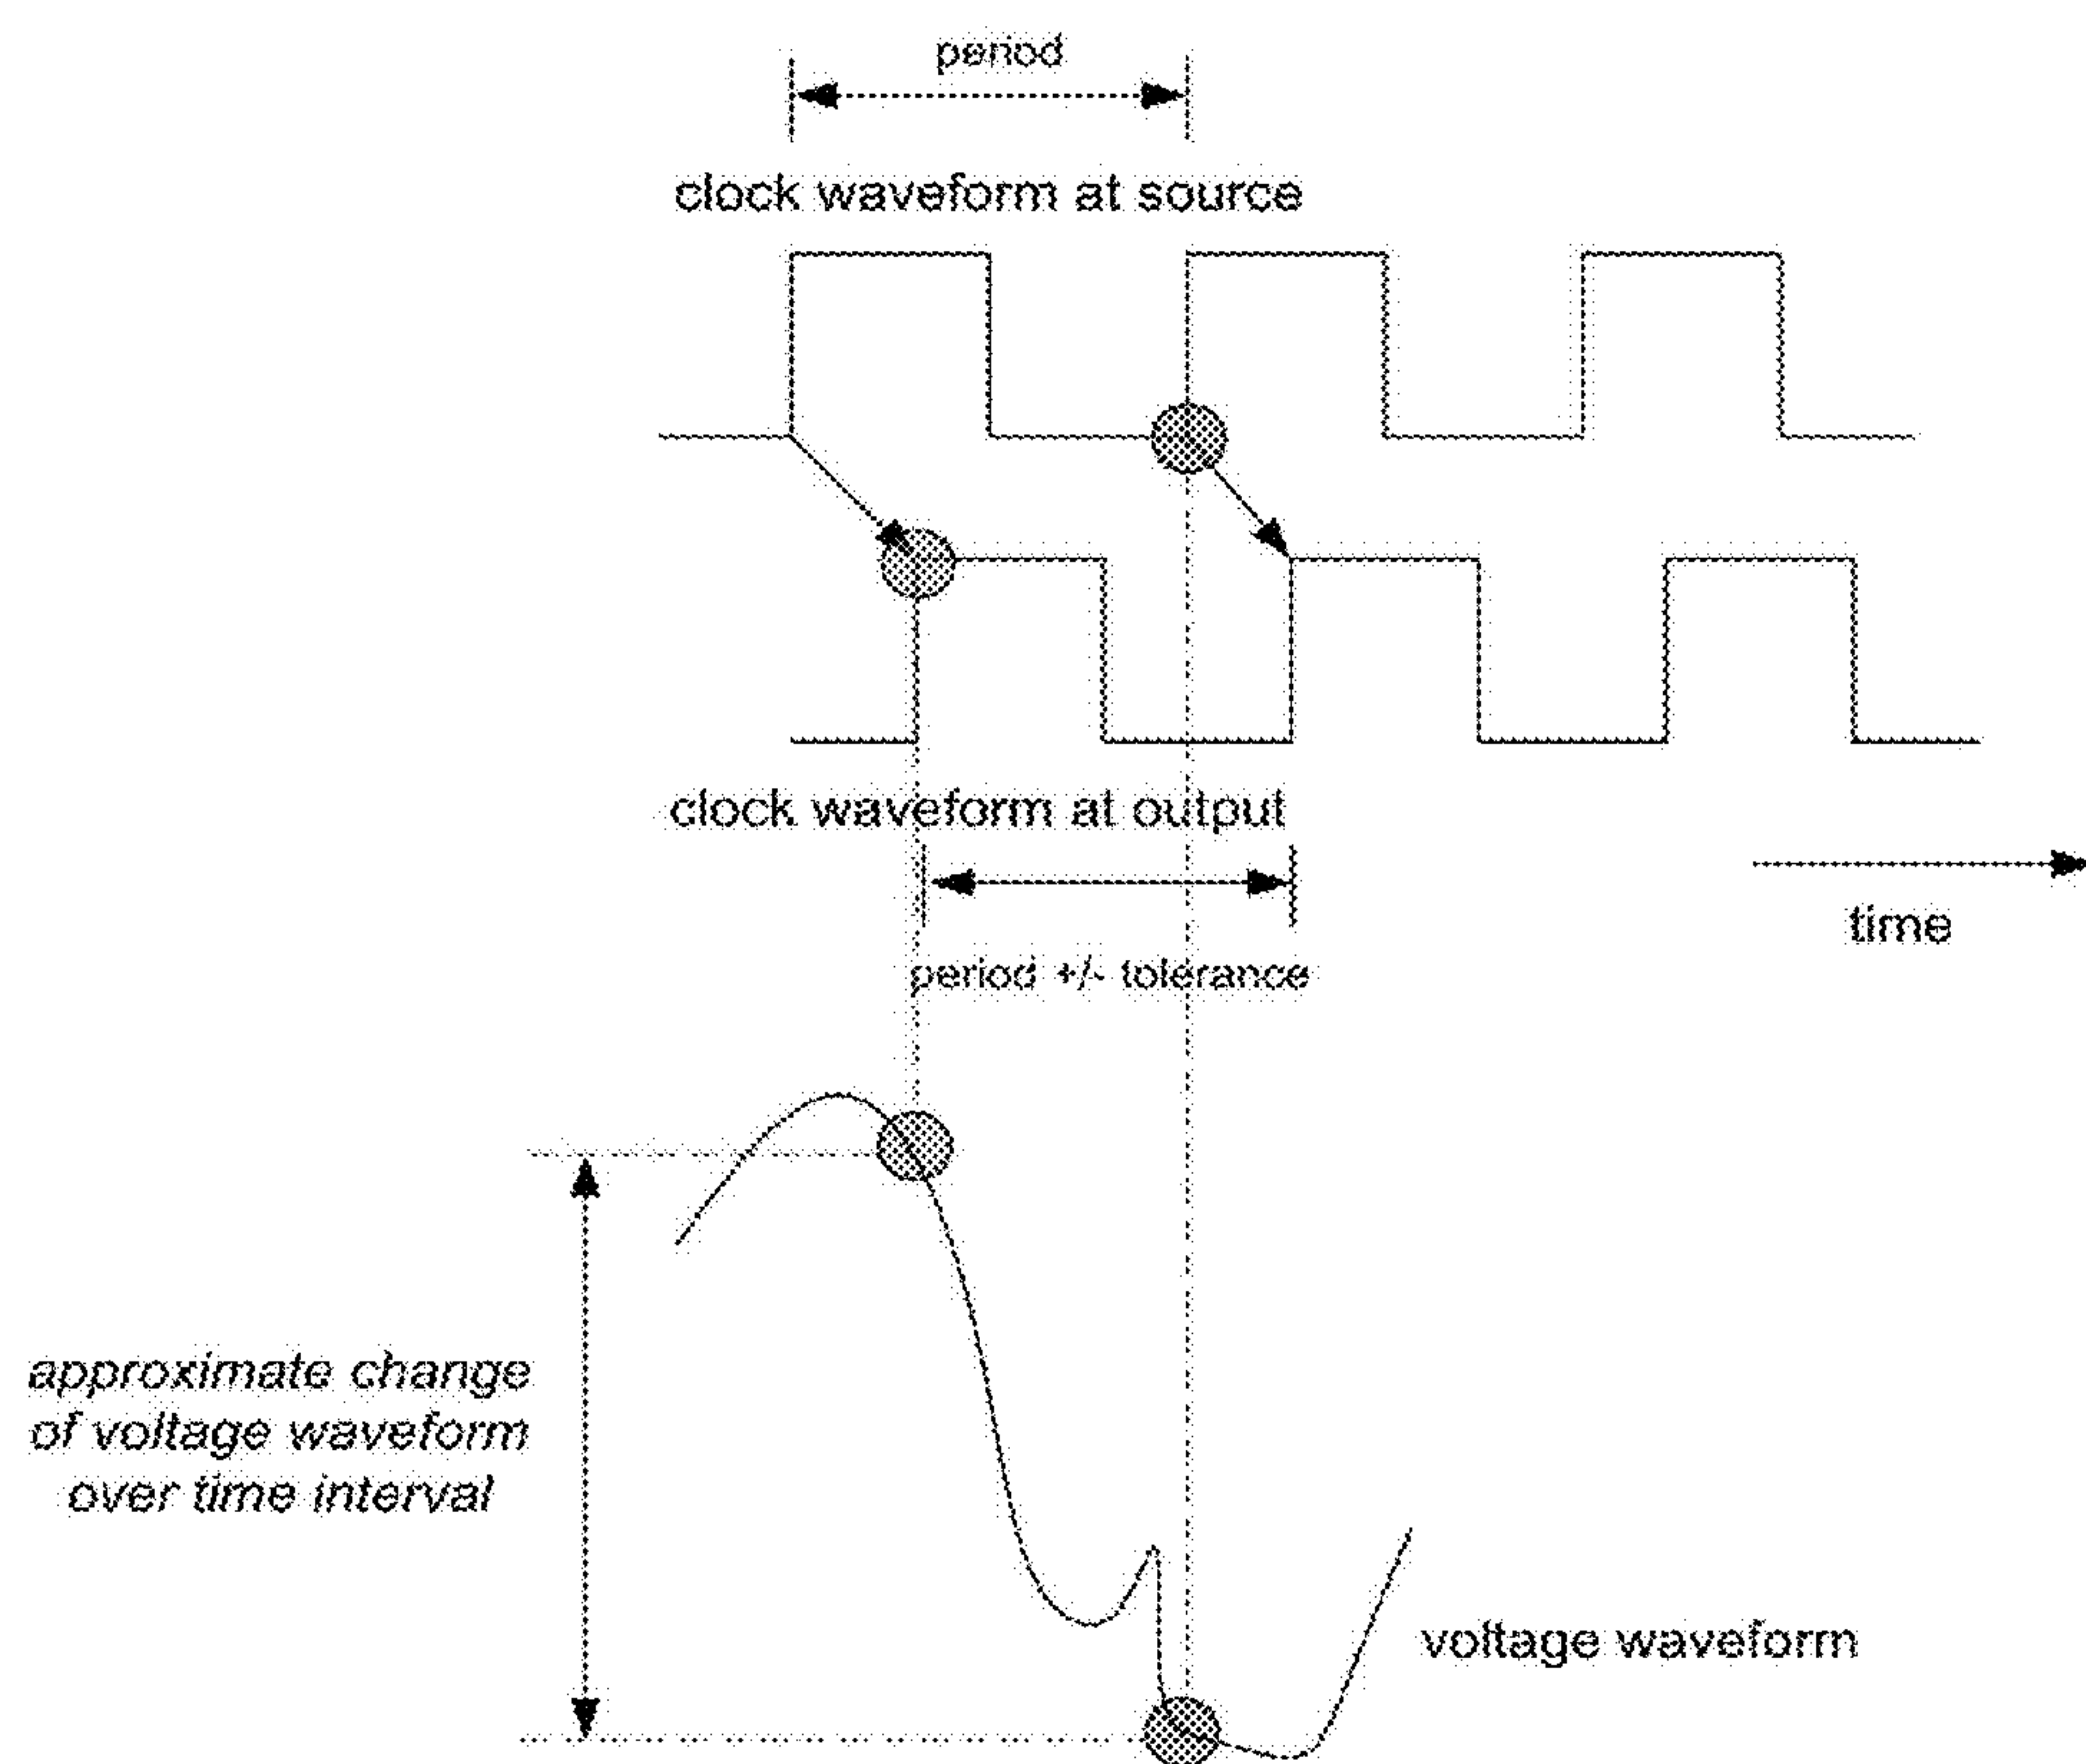 period
clock waveform at source
clock waveform at output
time
period +/- tolerance
approximate change
of voltage waveform
over time interval
voltage waveform